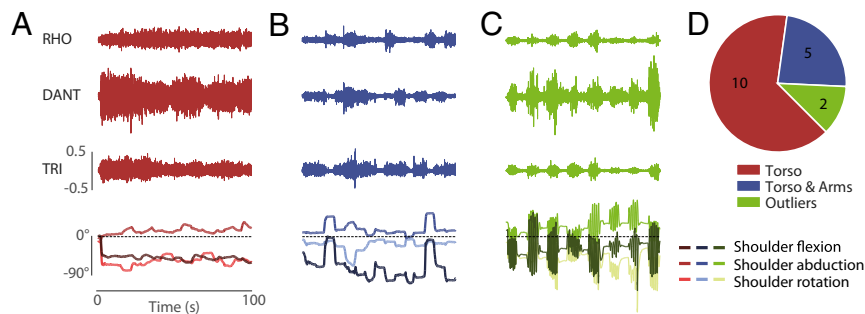 A
B
C
D
RHO
DANT
0.5
TRI
-0.5
0°
-90°
0
100
Time (s)
10
5
2
Torso
Torso & Arms
Outliers
Shoulder flexion
Shoulder abduction
Shoulder rotation